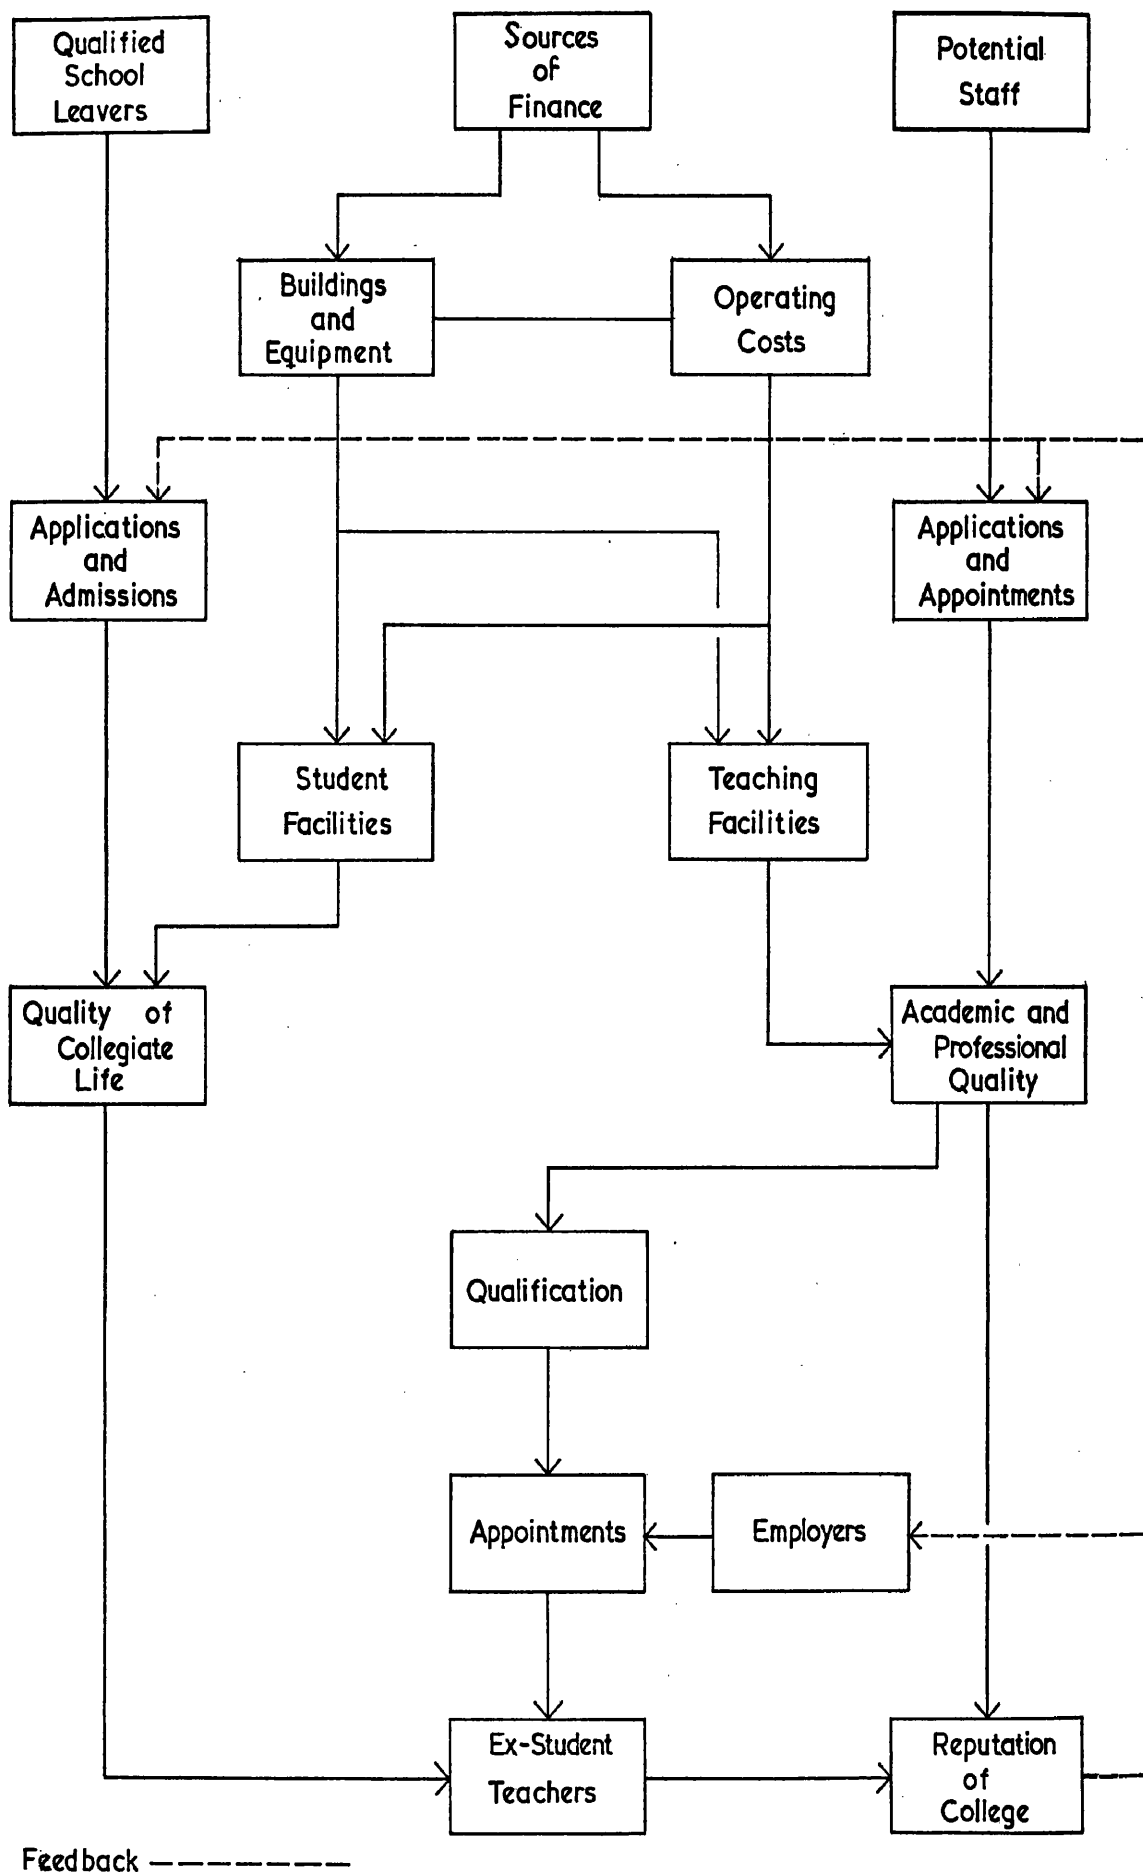 Qualified
School
Leavers
Sources
of
Finance
Potential
Staff
Buildings
and
Equipment
Operating
Costs
Applications
and
Admissions
Applications
and
Appointments
Student
Facilities
Teaching
Facilities
Quality of
Collegiate
Life
Academic and
Professional
Quality
Qualification
Appointments
Employers
Ex-Student
Teachers
Reputation
of
College
Feedback